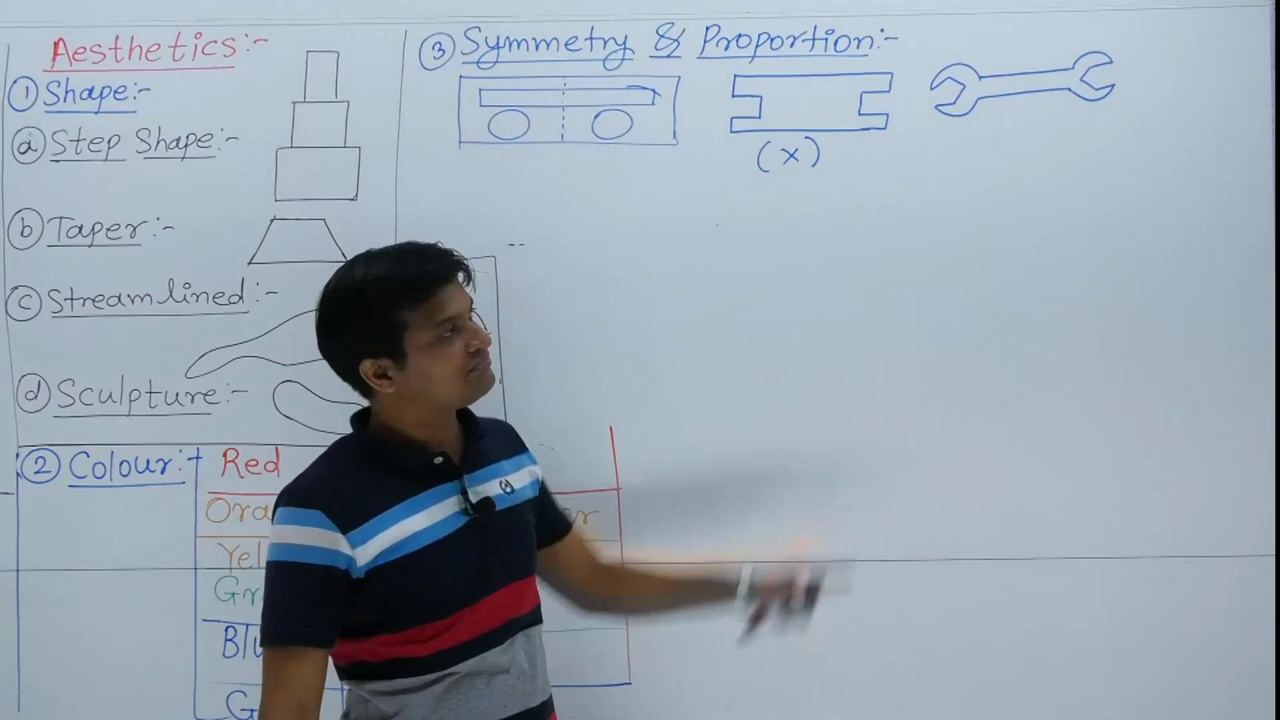 Aesthetics:-
① Shape:-
ⓐ Step Shape:-
ⓑ Taper:-
ⓒ Streamlined:-
ⓓ Sculpture:-
② Colour:-
Red
③ Symmetry & Proportion:-
(x)